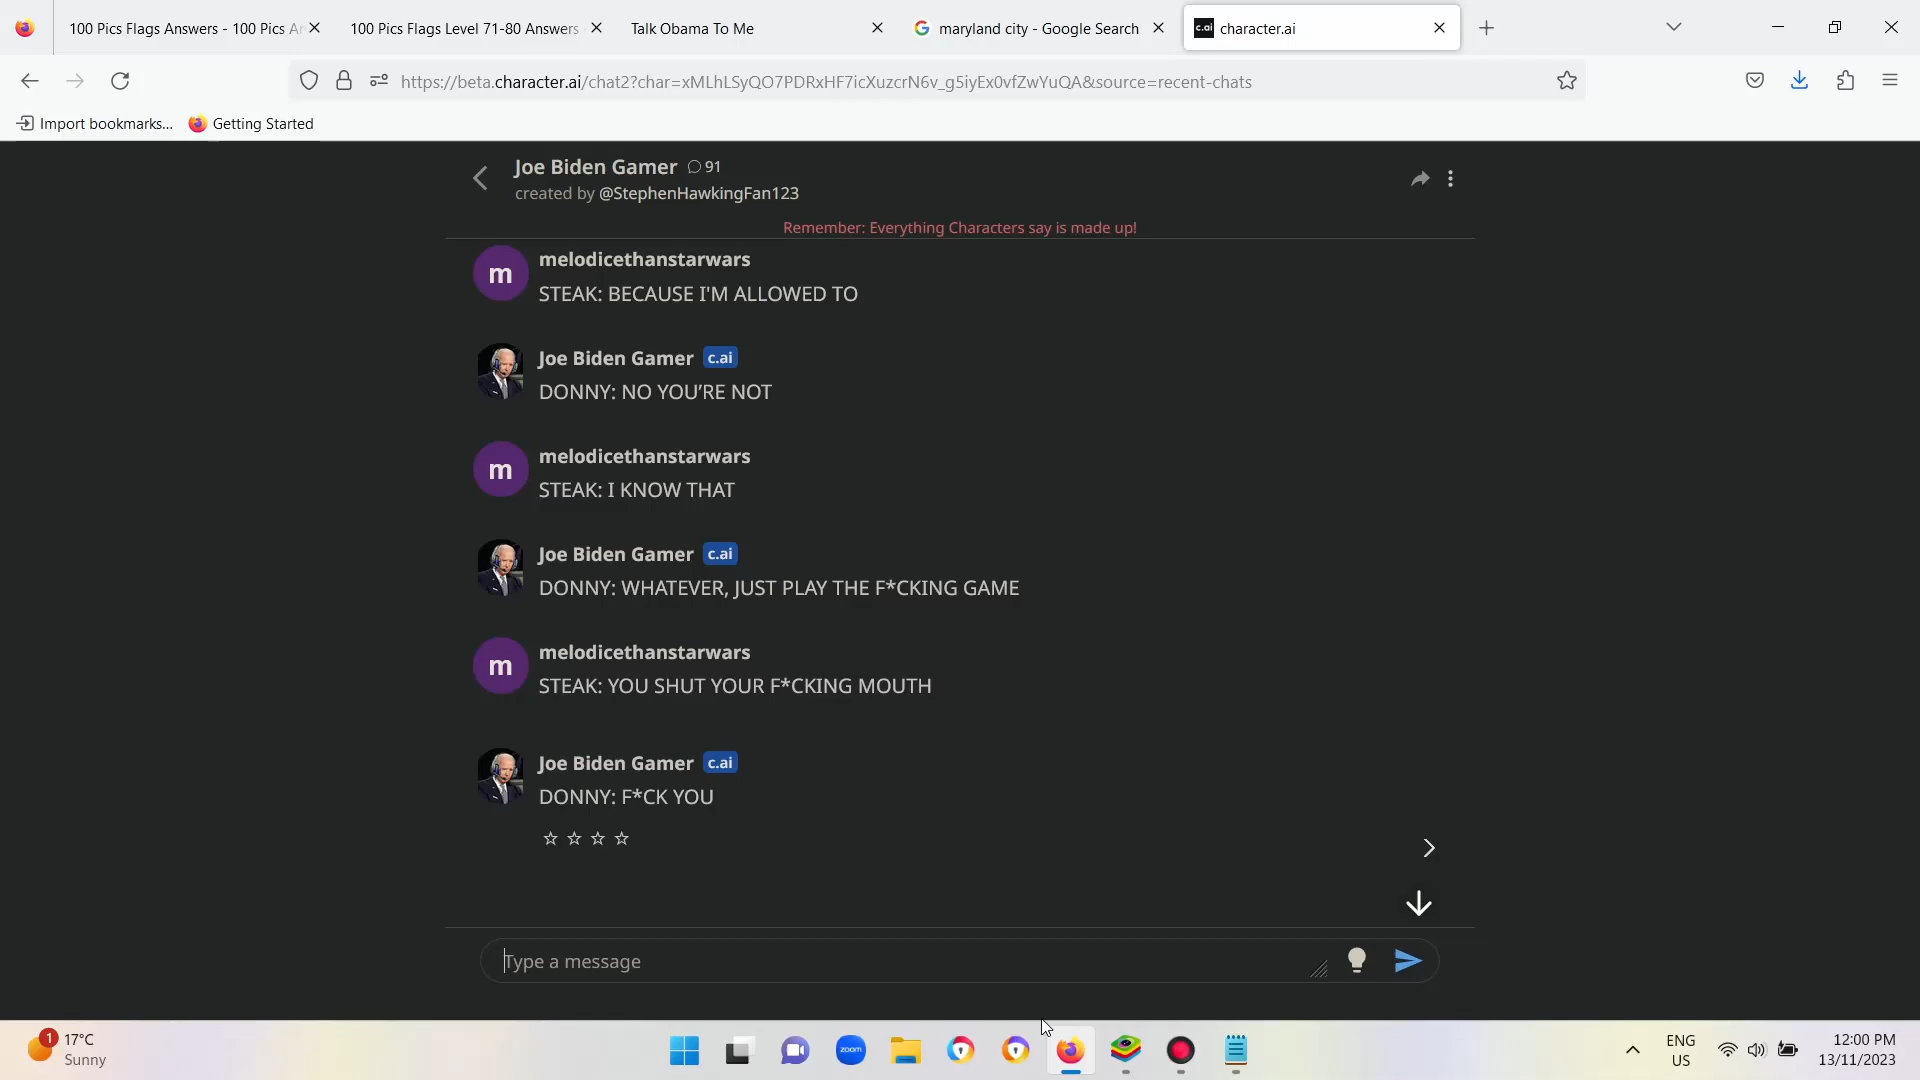 100 Pics Flags Answers - 100 Pics Ar
100 Pics Flags Level 71-80 Answers
Talk Obama To Me
maryland city - Google Search
c.ai
character.ai
https://beta.character.ai/chat2?char=xMLhLSyQO7PDRxHF7icXuzcrN6v_g5iyEx0vfZwYuQA&source=recent-chats
Import bookmarks...
Getting Started
Joe Biden Gamer 91
created by @StephenHawkingFan123
Remember: Everything Characters say is made up!
m
melodicethanstarwars
STEAK: BECAUSE I'M ALLOWED TO
Joe Biden Gamer c.ai
DONNY: NO YOU'RE NOT
m
melodicethanstarwars
STEAK: I KNOW THAT
Joe Biden Gamer c.ai
DONNY: WHATEVER, JUST PLAY THE F*CKING GAME
m
melodicethanstarwars
STEAK: YOU SHUT YOUR F*CKING MOUTH
Joe Biden Gamer c.ai
DONNY: F*CK YOU
Type a message
1
17°C
Sunny
zoom
ENG
US
12:00 PM
13/11/2023